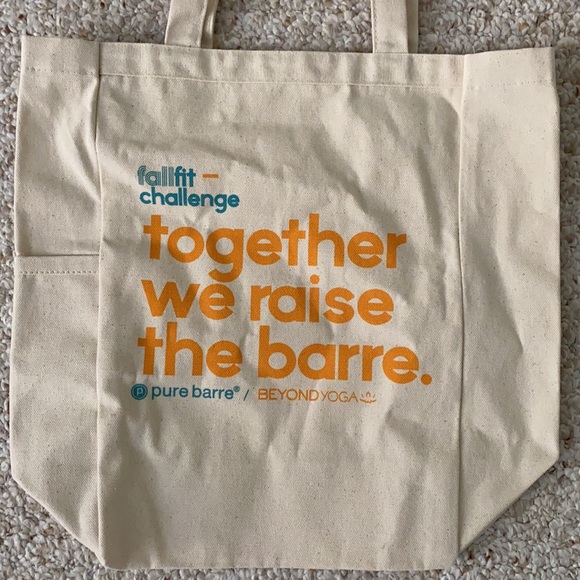 fallfit —
challenge
together
we raise
the barre.
p pure barre® / BEYOND YOGA